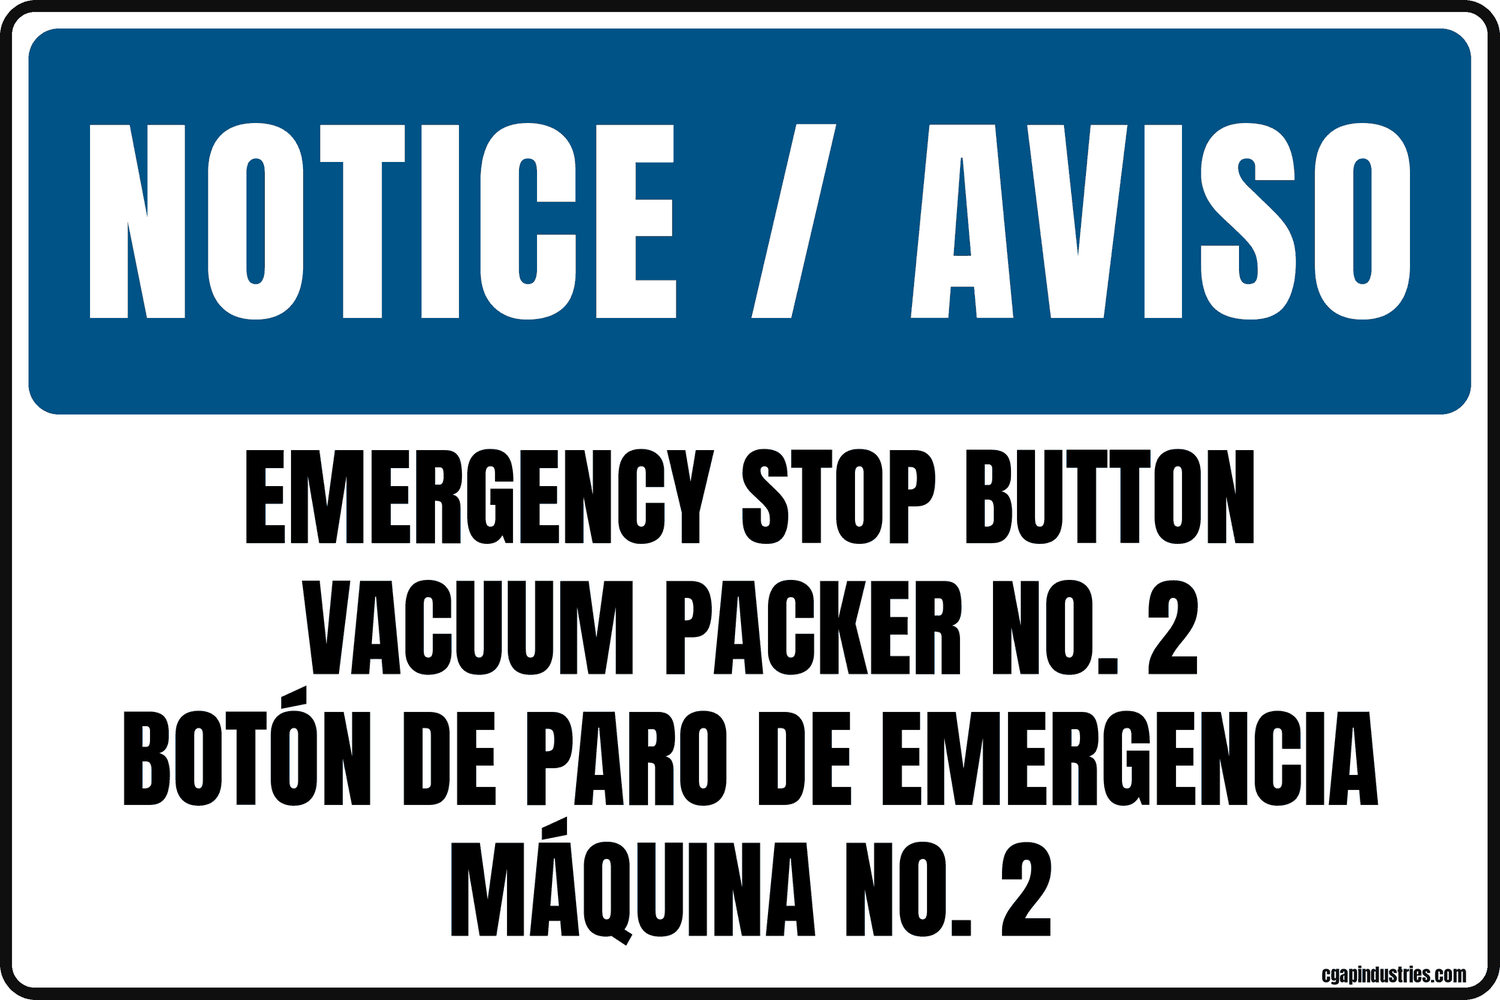 NOTICE / AVISO
EMERGENCY STOP BUTTON
VACUUM PACKER NO. 2
BOTÓN DE PARO DE EMERGENCIA
MÁQUINA NO. 2
cgapindustries.com